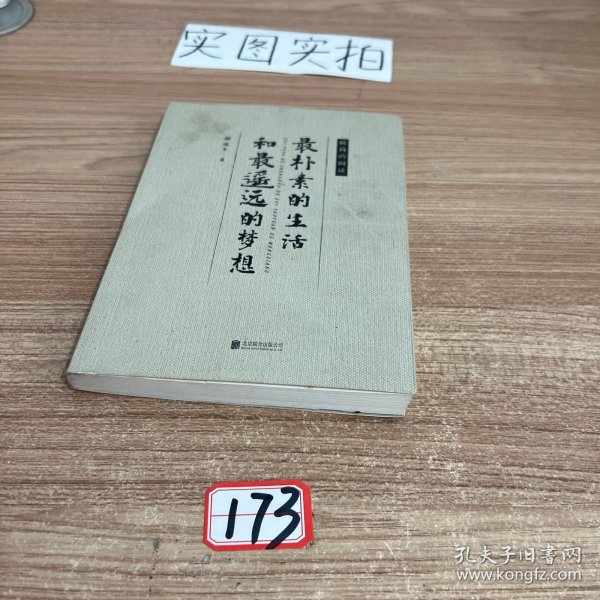 实图实拍
最朴素的生活
和最遥远的梦想
著
北京联合出版公司
173
孔夫子旧书网
www.kongfz.com